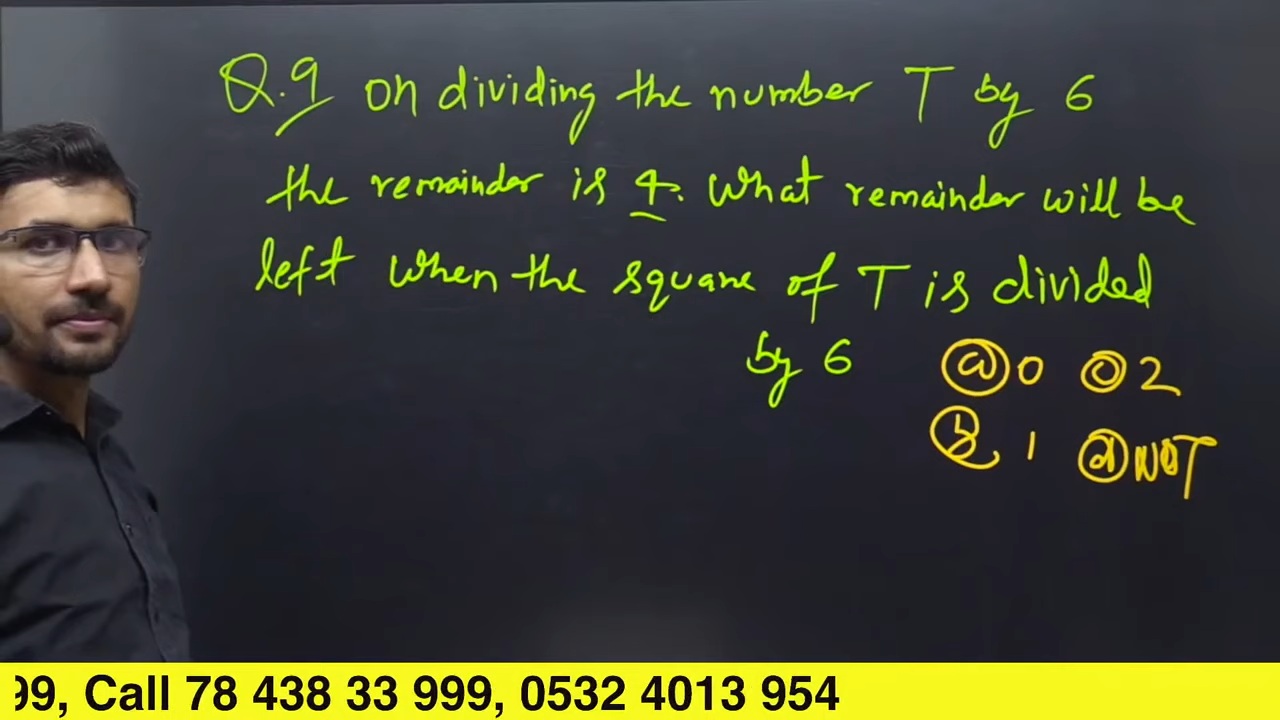 Q.9 on dividing the number T by 6
the remainder is 4. What remainder will be
left when the square of T is divided
by 6
ⓐ 0 ⓒ 2
ⓑ 1 ⓓ NOT
99, Call 78 438 33 999, 0532 4013 954